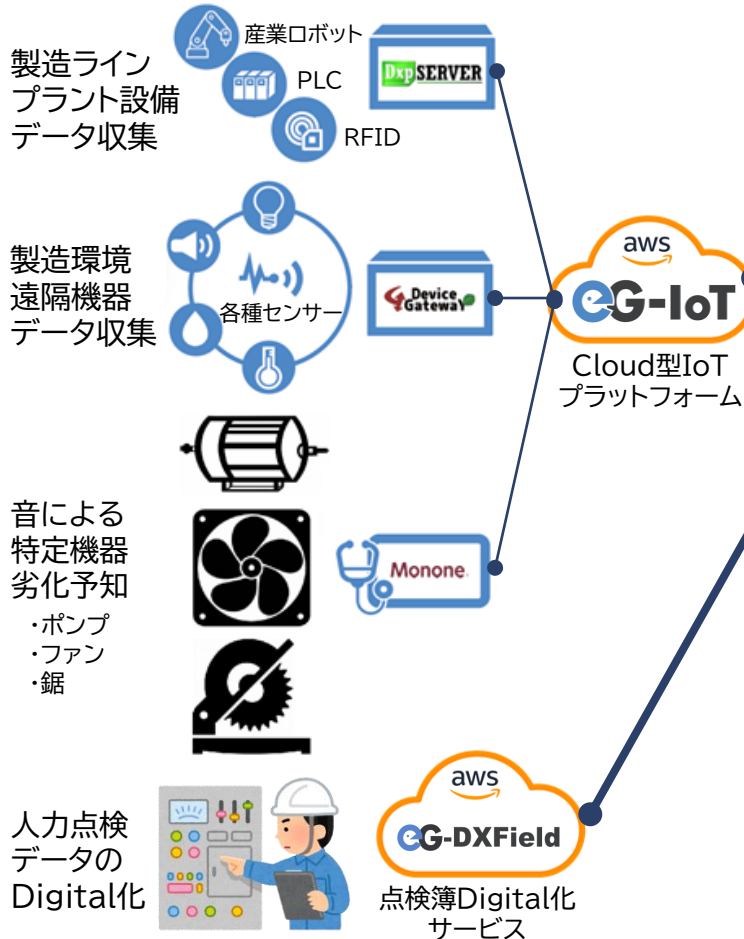 製造ライン
プラント設備
データ収集
産業ロボット
PLC
RFID
DxpSERVER
製造環境
遠隔機器
データ収集
各種センサー
Device
Gateway
aws
eG-IoT
Cloud型IoT
プラットフォーム
音による
特定機器
劣化予知
・ポンプ
・ファン
・鋸
Monone.
人力点検
データの
Digital化
aws
eG-DXField
点検簿Digital化
サービス